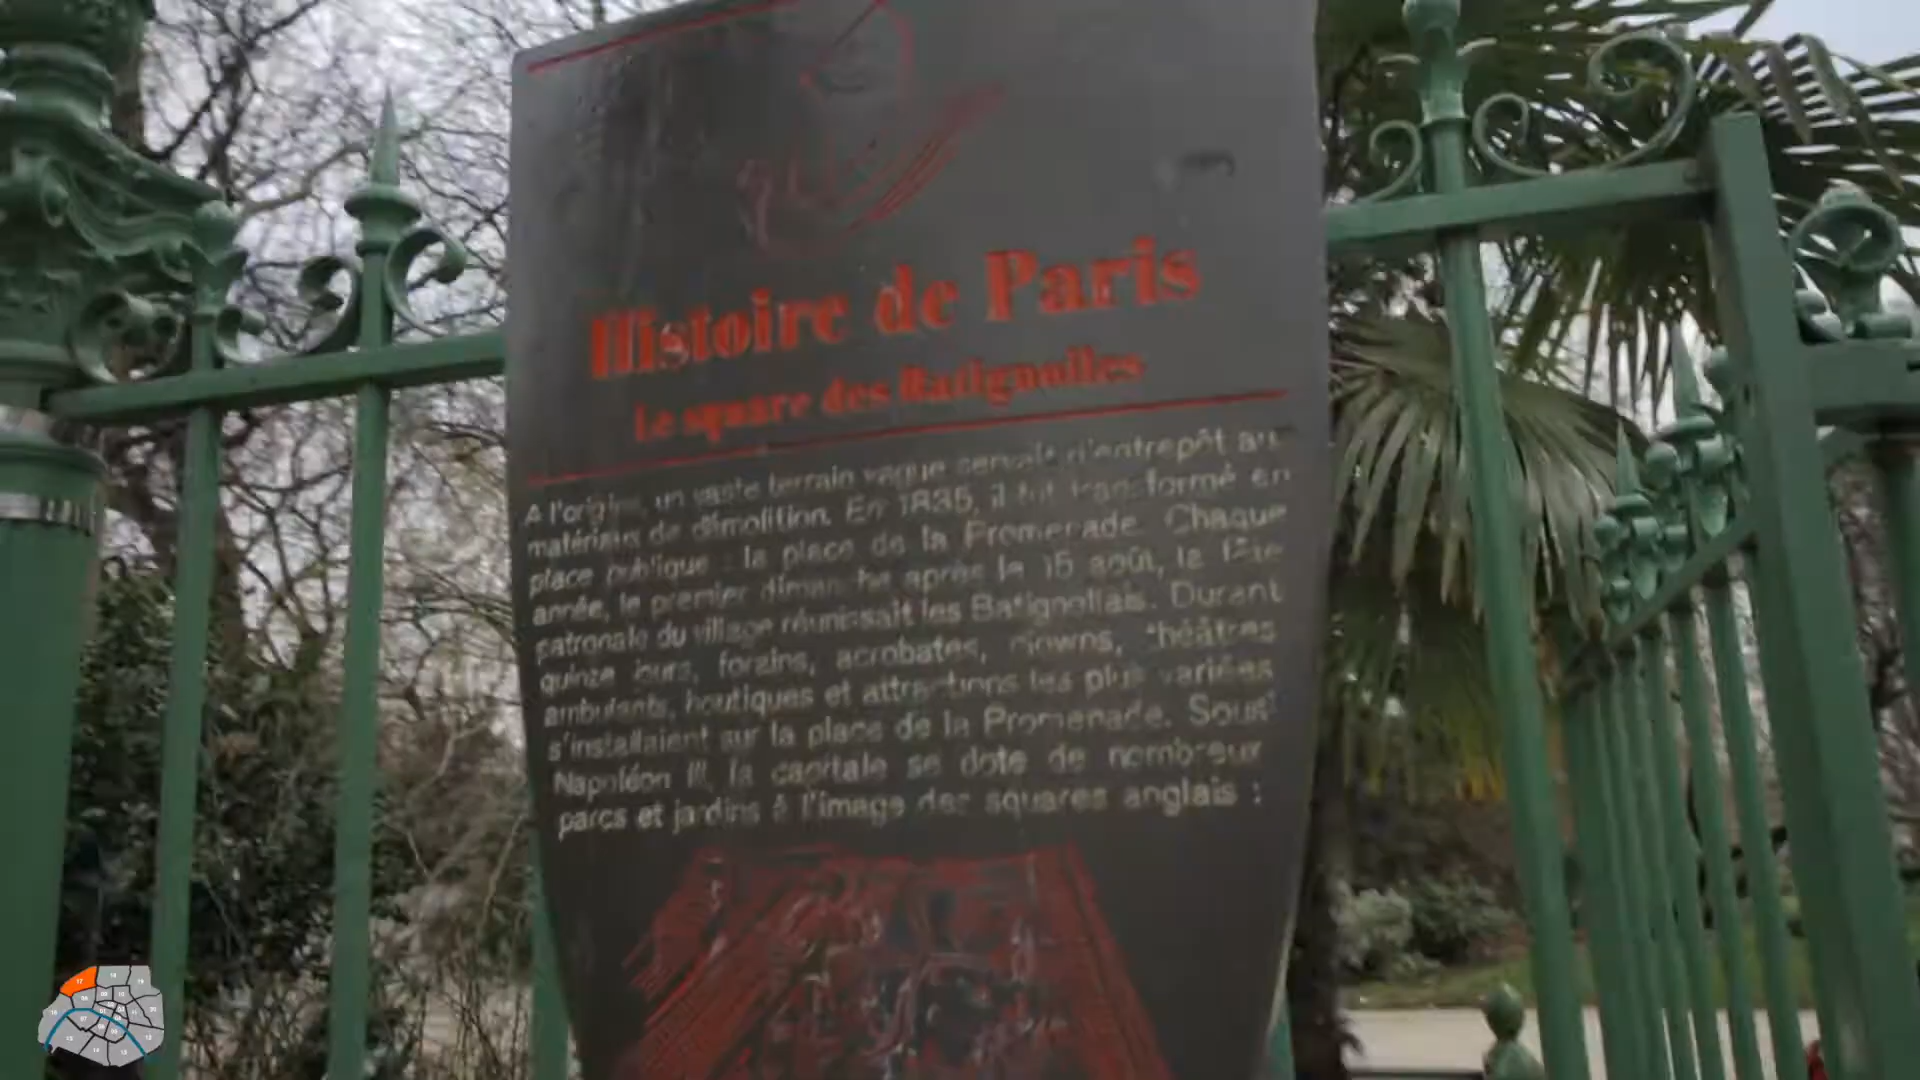 Histoire de Paris
Le square des Batignolles
A l'origine, un vaste terrain vague servait d'entrepôt aux
matériaux de démolition. En 1835, il fut transformé en
place publique : la place de la Promenade. Chaque
année, le premier dimanche après le 15 août, la fête
patronale du village réunissait les Batignollais. Durant
quinze jours, forains, acrobates, clowns, théâtres
ambulants, boutiques et attractions les plus variées
s'installaient sur la place de la Promenade. Sous
Napoléon III, la capitale se dote de nombreux
parcs et jardins à l'image des squares anglais :
17